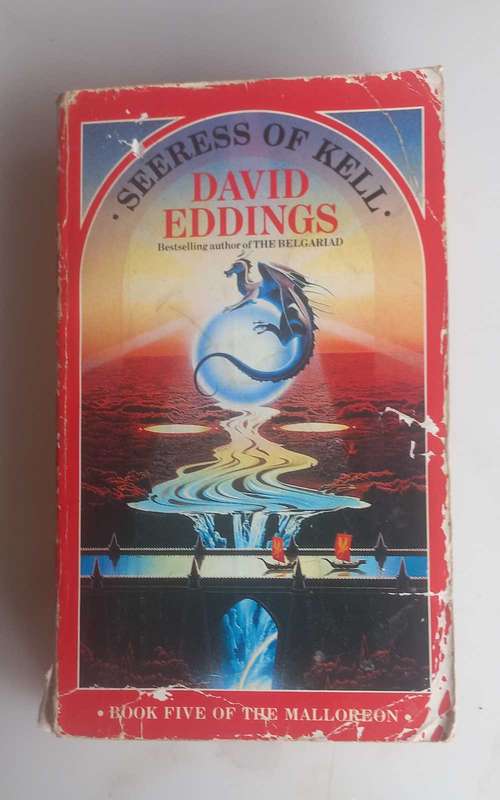 · SEERESS OF KELL ·
DAVID
EDDINGS
Bestselling author of THE BELGARIAD
• BOOK FIVE OF THE MALLOREON •